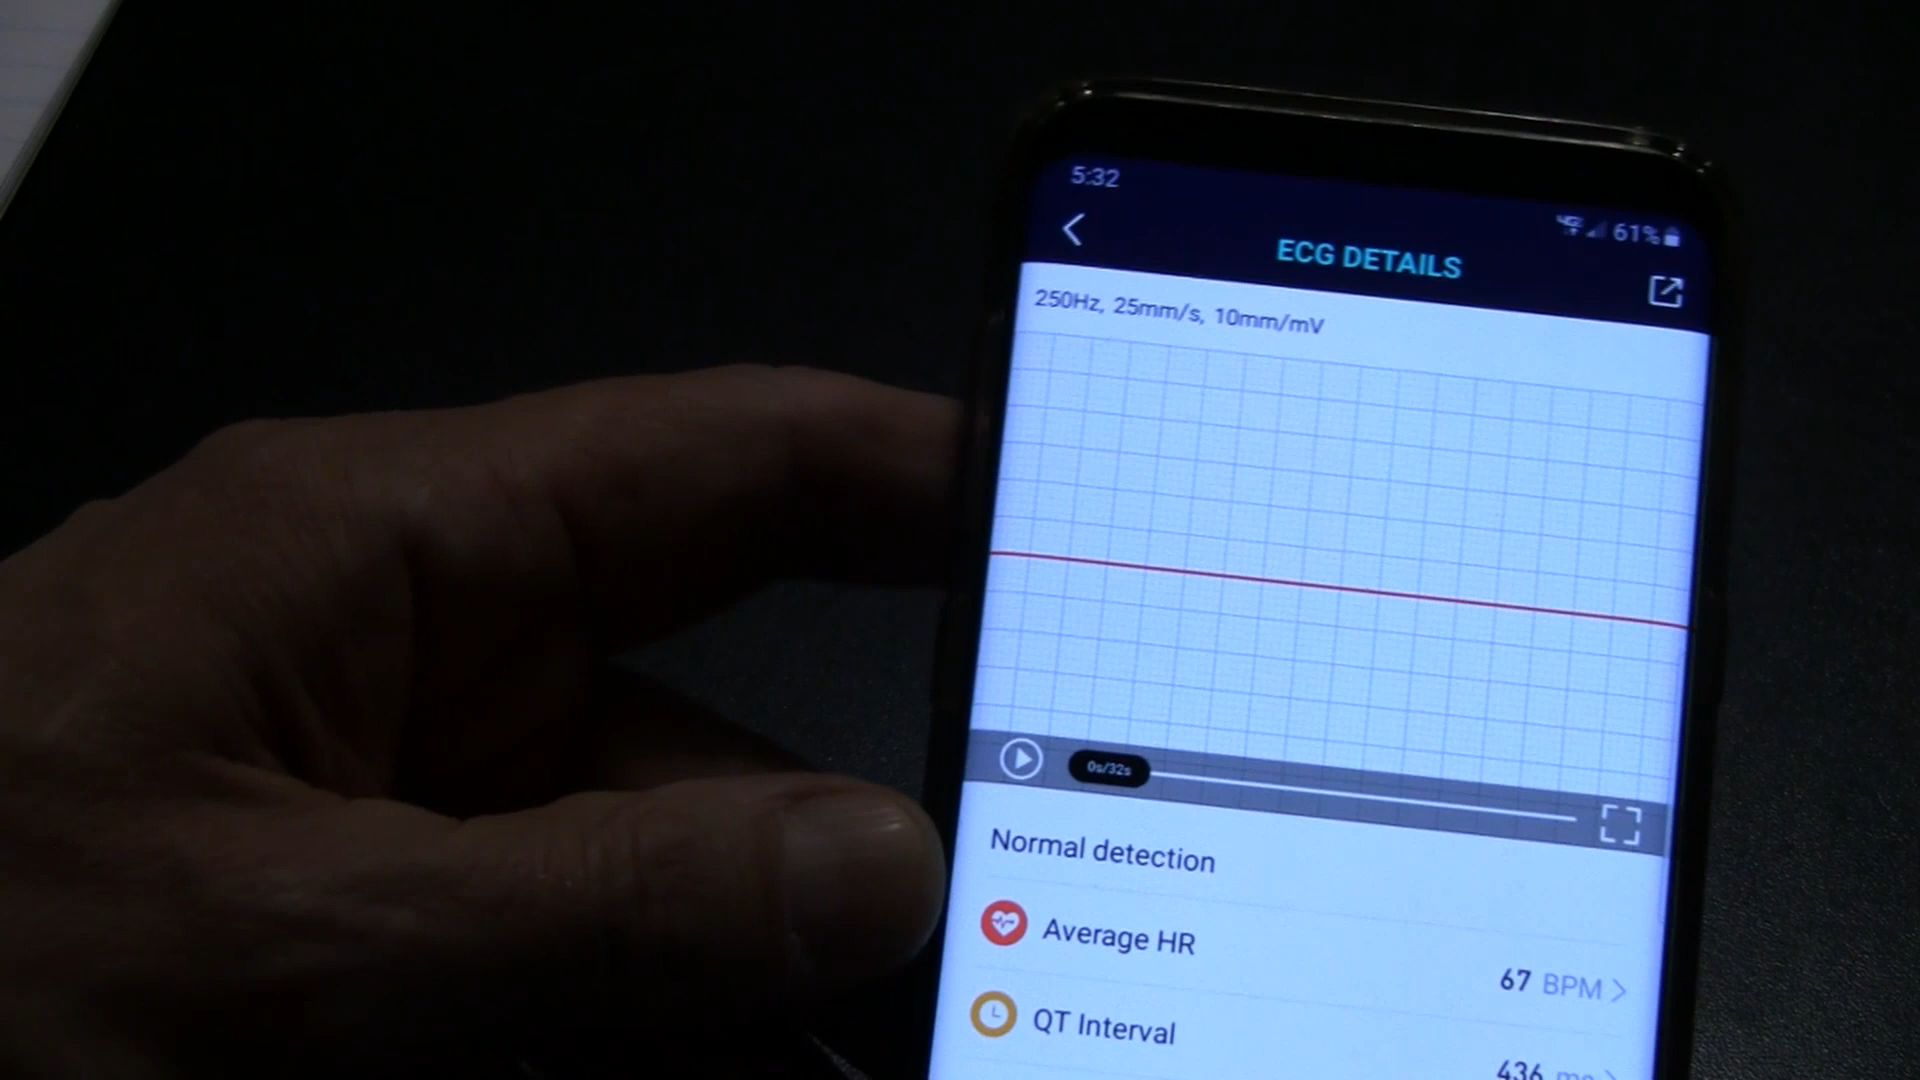 5:32
61%
ECG DETAILS
250Hz, 25mm/s, 10mm/mV
0s/32s
Normal detection
Average HR
67 BPM
QT Interval
436 ms